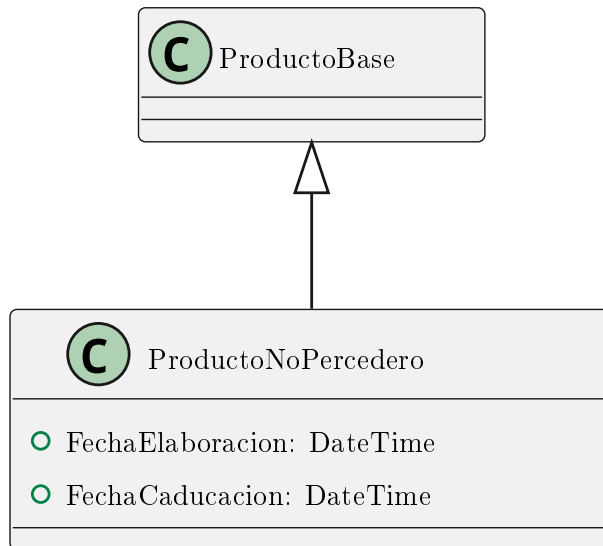 C ProductoBase
C ProductoNoPercedero
FechaElaboracion: DateTime
FechaCaducacion: DateTime